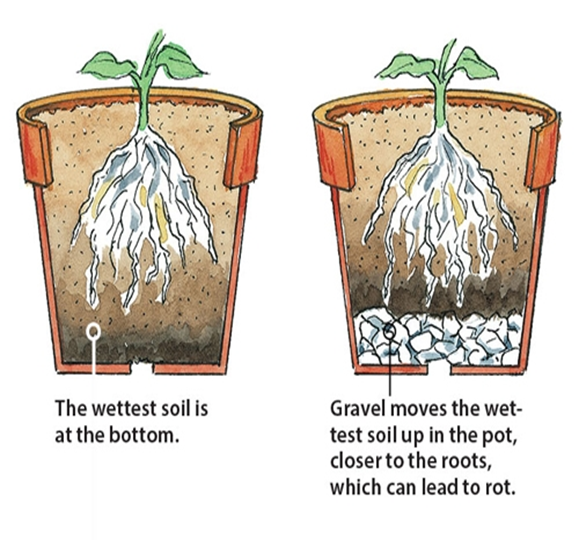 The wettest soil is
at the bottom.
Gravel moves the wet-
test soil up in the pot,
closer to the roots,
which can lead to rot.